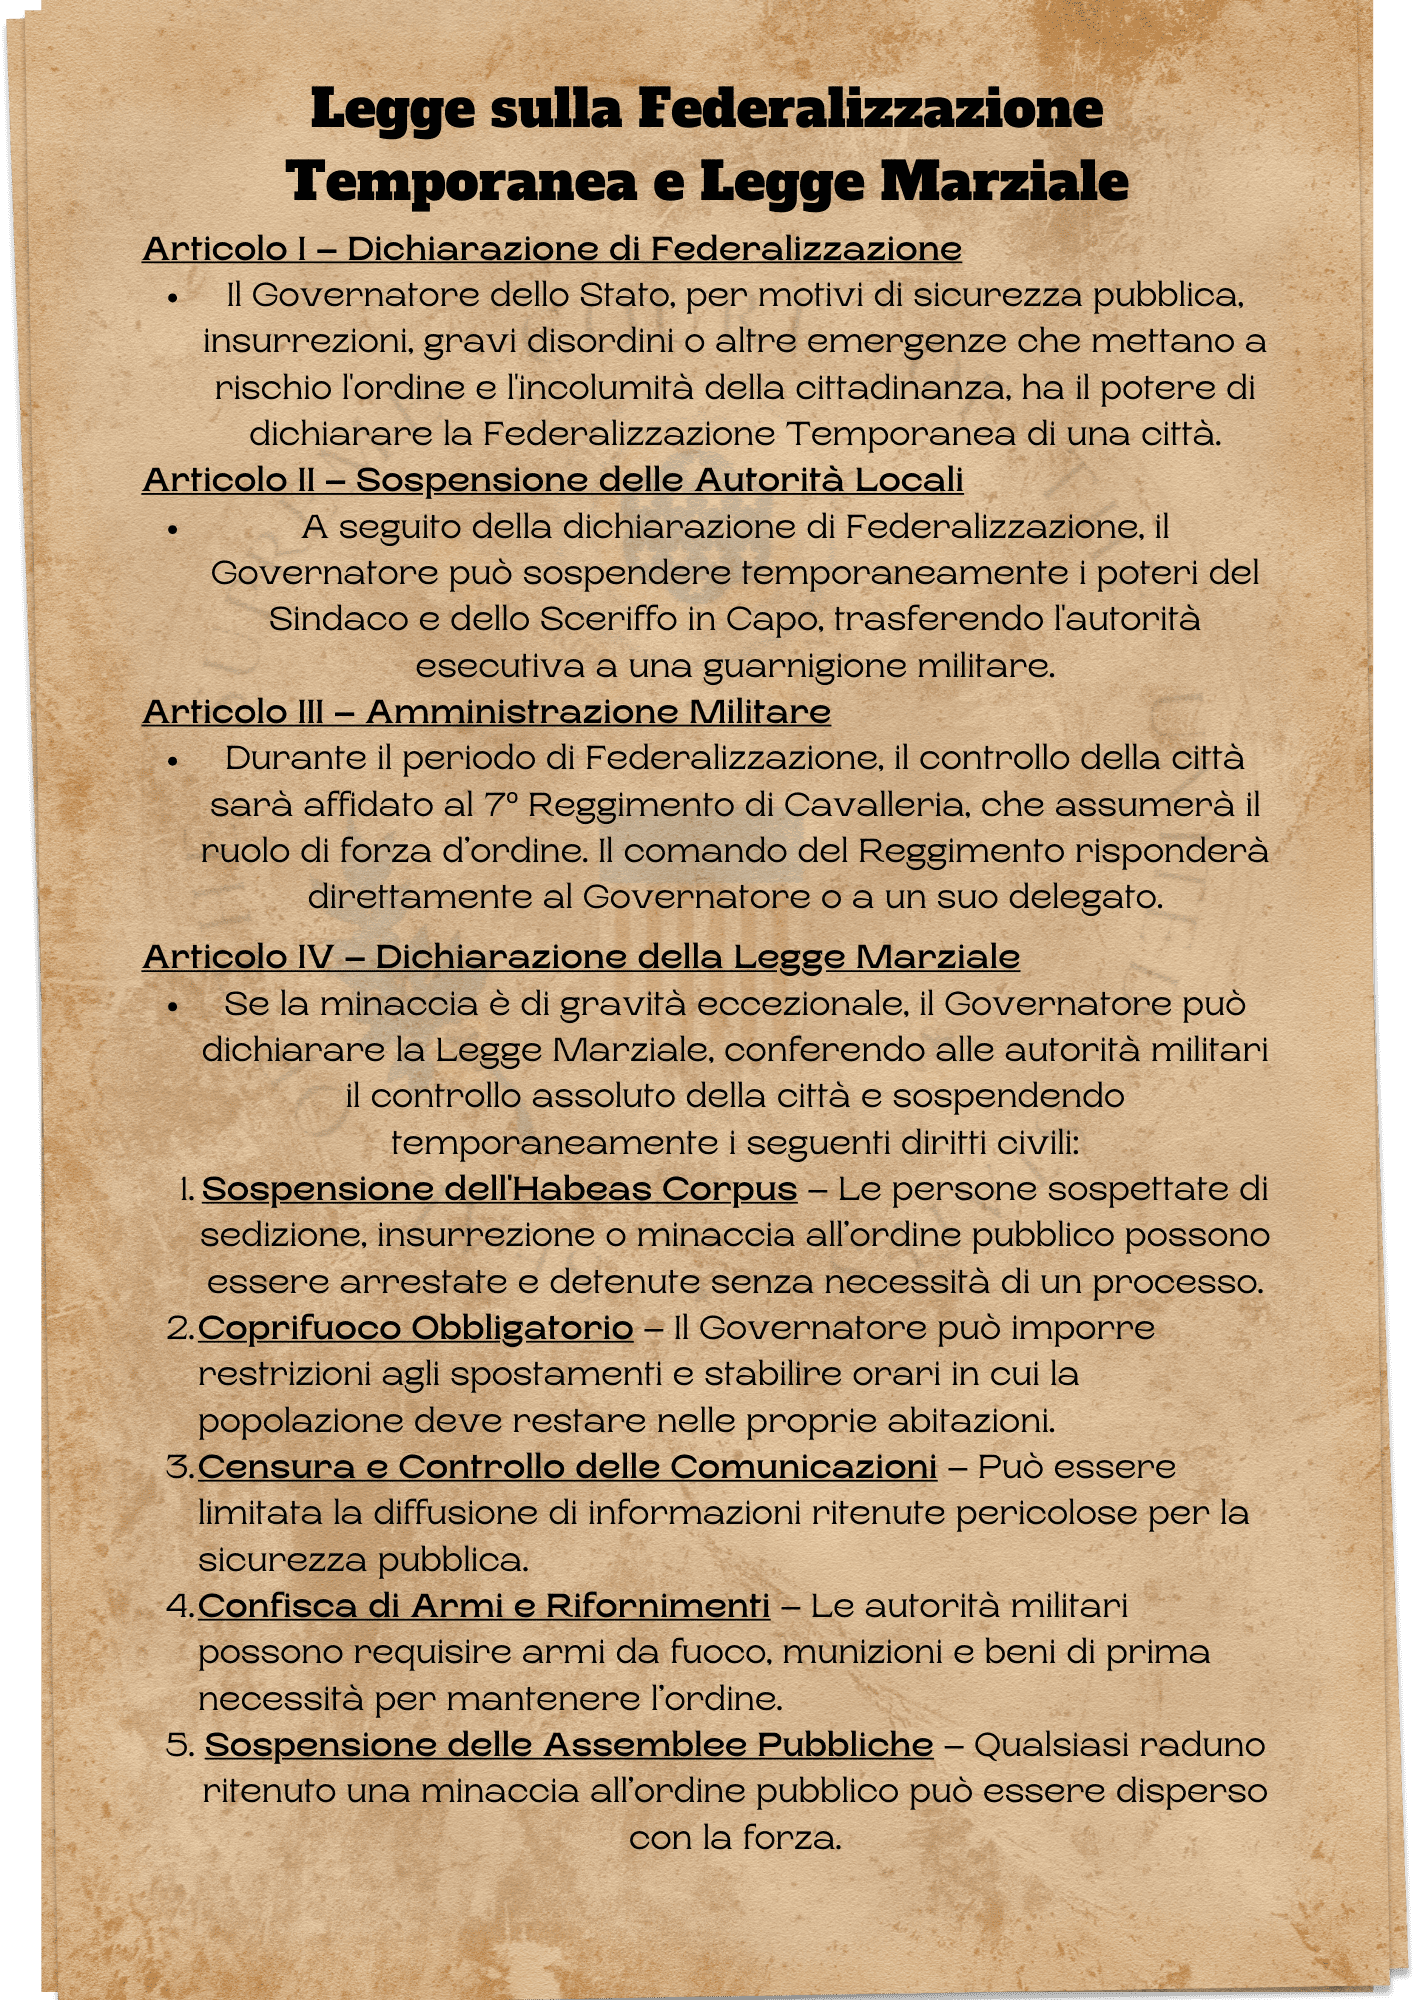 Legge sulla Federalizzazione
Temporanea e Legge Marziale
Articolo I – Dichiarazione di Federalizzazione
• Il Governatore dello Stato, per motivi di sicurezza pubblica,
insurrezioni, gravi disordini o altre emergenze che mettano a
rischio l'ordine e l'incolumità della cittadinanza, ha il potere di
dichiarare la Federalizzazione Temporanea di una città.
Articolo II – Sospensione delle Autorità Locali
• A seguito della dichiarazione di Federalizzazione, il
Governatore può sospendere temporaneamente i poteri del
Sindaco e dello Sceriffo in Capo, trasferendo l'autorità
esecutiva a una guarnigione militare.
Articolo III – Amministrazione Militare
• Durante il periodo di Federalizzazione, il controllo della città
sarà affidato al 7º Reggimento di Cavalleria, che assumerà il
ruolo di forza d’ordine. Il comando del Reggimento risponderà
direttamente al Governatore o a un suo delegato.
Articolo IV – Dichiarazione della Legge Marziale
• Se la minaccia è di gravità eccezionale, il Governatore può
dichiarare la Legge Marziale, conferendo alle autorità militari
il controllo assoluto della città e sospendendo
temporaneamente i seguenti diritti civili:
1. Sospensione dell'Habeas Corpus – Le persone sospettate di
sedizione, insurrezione o minaccia all’ordine pubblico possono
essere arrestate e detenute senza necessità di un processo.
2. Coprifuoco Obbligatorio – Il Governatore può imporre
restrizioni agli spostamenti e stabilire orari in cui la
popolazione deve restare nelle proprie abitazioni.
3. Censura e Controllo delle Comunicazioni – Può essere
limitata la diffusione di informazioni ritenute pericolose per la
sicurezza pubblica.
4. Confisca di Armi e Rifornimenti – Le autorità militari
possono requisire armi da fuoco, munizioni e beni di prima
necessità per mantenere l’ordine.
5. Sospensione delle Assemblee Pubbliche – Qualsiasi raduno
ritenuto una minaccia all’ordine pubblico può essere disperso
con la forza.